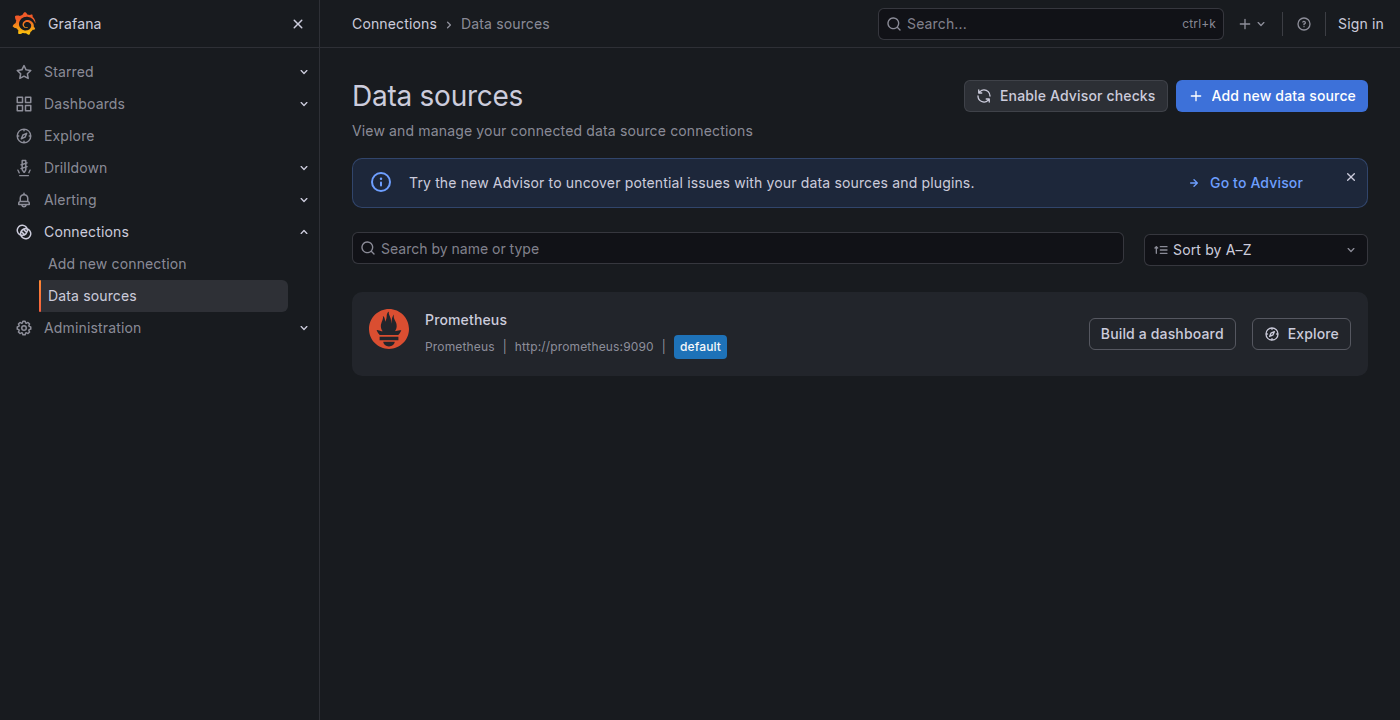 Grafana
Connections › Data sources
Search... ctrl+k
Sign in
Starred
Dashboards
Explore
Drilldown
Alerting
Connections
Add new connection
Data sources
Administration
Data sources
Enable Advisor checks
Add new data source
View and manage your connected data source connections
Try the new Advisor to uncover potential issues with your data sources and plugins.
Go to Advisor
Search by name or type
Sort by A–Z
Prometheus
Prometheus | http://prometheus:9090 | default
Build a dashboard
Explore